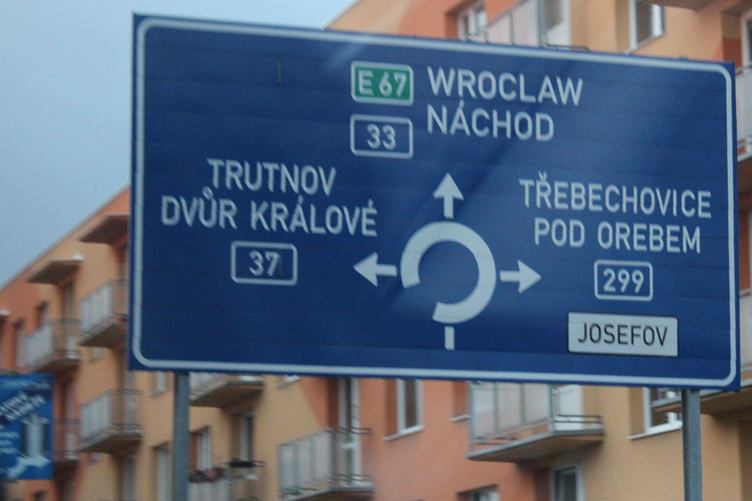 E 67 WROCLAW
33 NÁCHOD
TRUTNOV
DVŮR KRÁLOVÉ
37
TŘEBECHOVICE
POD OREBEM
299
JOSEFOV